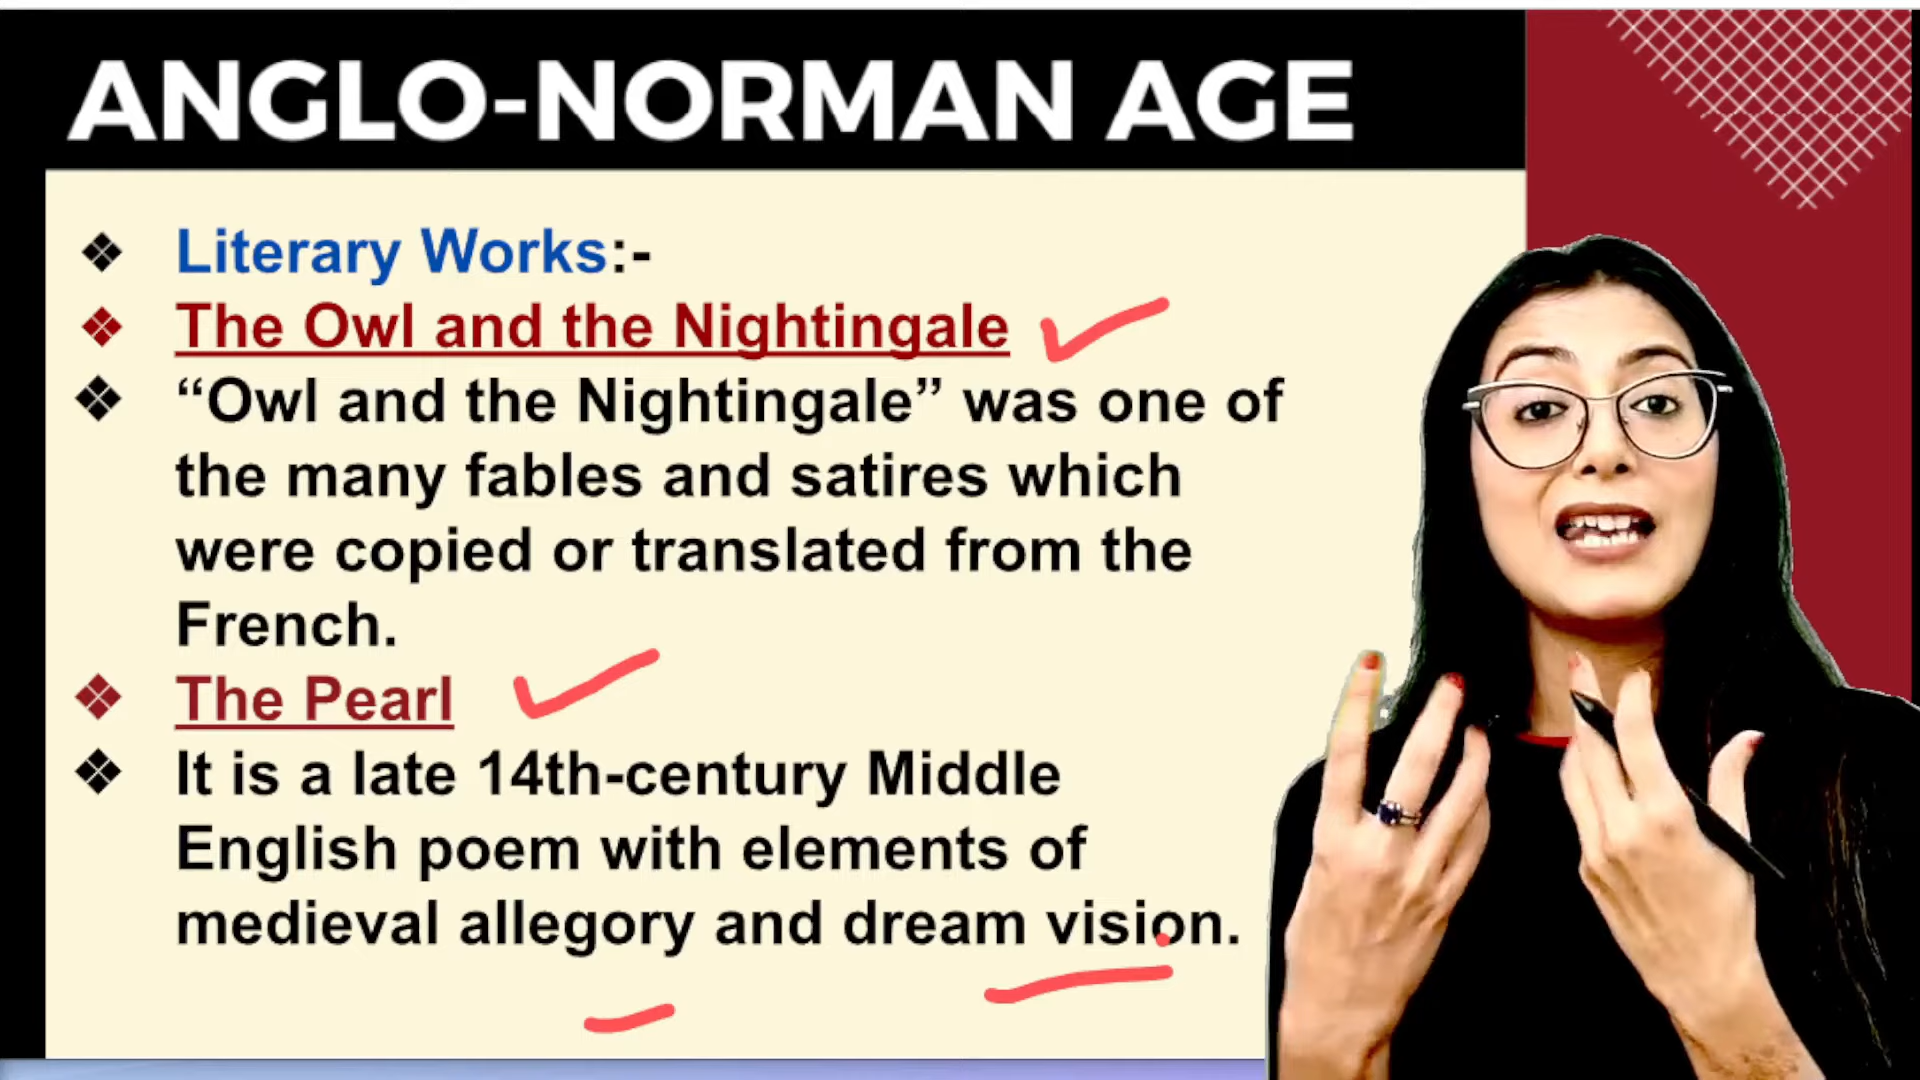 ANGLO-NORMAN AGE
❖ Literary Works:-
❖ The Owl and the Nightingale
❖ “Owl and the Nightingale” was one of
the many fables and satires which
were copied or translated from the
French.
❖ The Pearl
❖ It is a late 14th-century Middle
English poem with elements of
medieval allegory and dream vision.